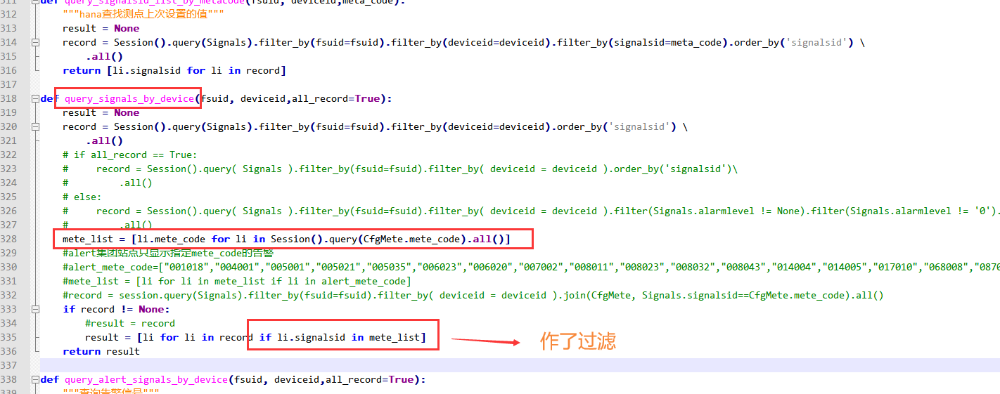 311 def query_signalsid_list_by_metacode(fsuid, deviceid,meta_code):
312 """hana查找测点上次设置的值"""
313 result = None
314 record = Session().query(Signals).filter_by(fsuid=fsuid).filter_by(deviceid=deviceid).filter_by(signalsid=meta_code).order_by('signalsid') \
315 .all()
316 return [li.signalsid for li in record]
317
318 def query_signals_by_device(fsuid, deviceid,all_record=True):
319 result = None
320 record = Session().query(Signals).filter_by(fsuid=fsuid).filter_by(deviceid=deviceid).order_by('signalsid') \
321 .all()
322 # if all_record == True:
323 # record = Session().query( Signals ).filter_by(fsuid=fsuid).filter_by( deviceid = deviceid ).order_by('signalsid')\
324 # .all()
325 # else:
326 # record = Session().query( Signals ).filter_by(fsuid=fsuid).filter_by( deviceid = deviceid ).filter(Signals.alarmlevel != None).filter(Signals.alarmlevel != '0').
327 # .all()
328 mete_list = [li.mete_code for li in Session().query(CfgMete.mete_code).all()]
329 #alert集团站点只显示指定mete_code的告警
330 #alert_mete_code=["001018","004001","005001","005021","005035","006023","006020","007002","008011","008023","008032","008043","014004","014005","017010","068008","087
331 #mete_list = [li for li in mete_list if li in alert_mete_code]
332 #record = session.query(Signals).filter_by(fsuid=fsuid).filter_by( deviceid = deviceid ).join(CfgMete, Signals.signalsid==CfgMete.mete_code).all()
333 if record != None:
334 #result = record
335 result = [li for li in record if li.signalsid in mete_list]
作了过滤
336 return result
337
338 def query_alert_signals_by_device(fsuid, deviceid,all_record=True):
339 """查询告警信号"""